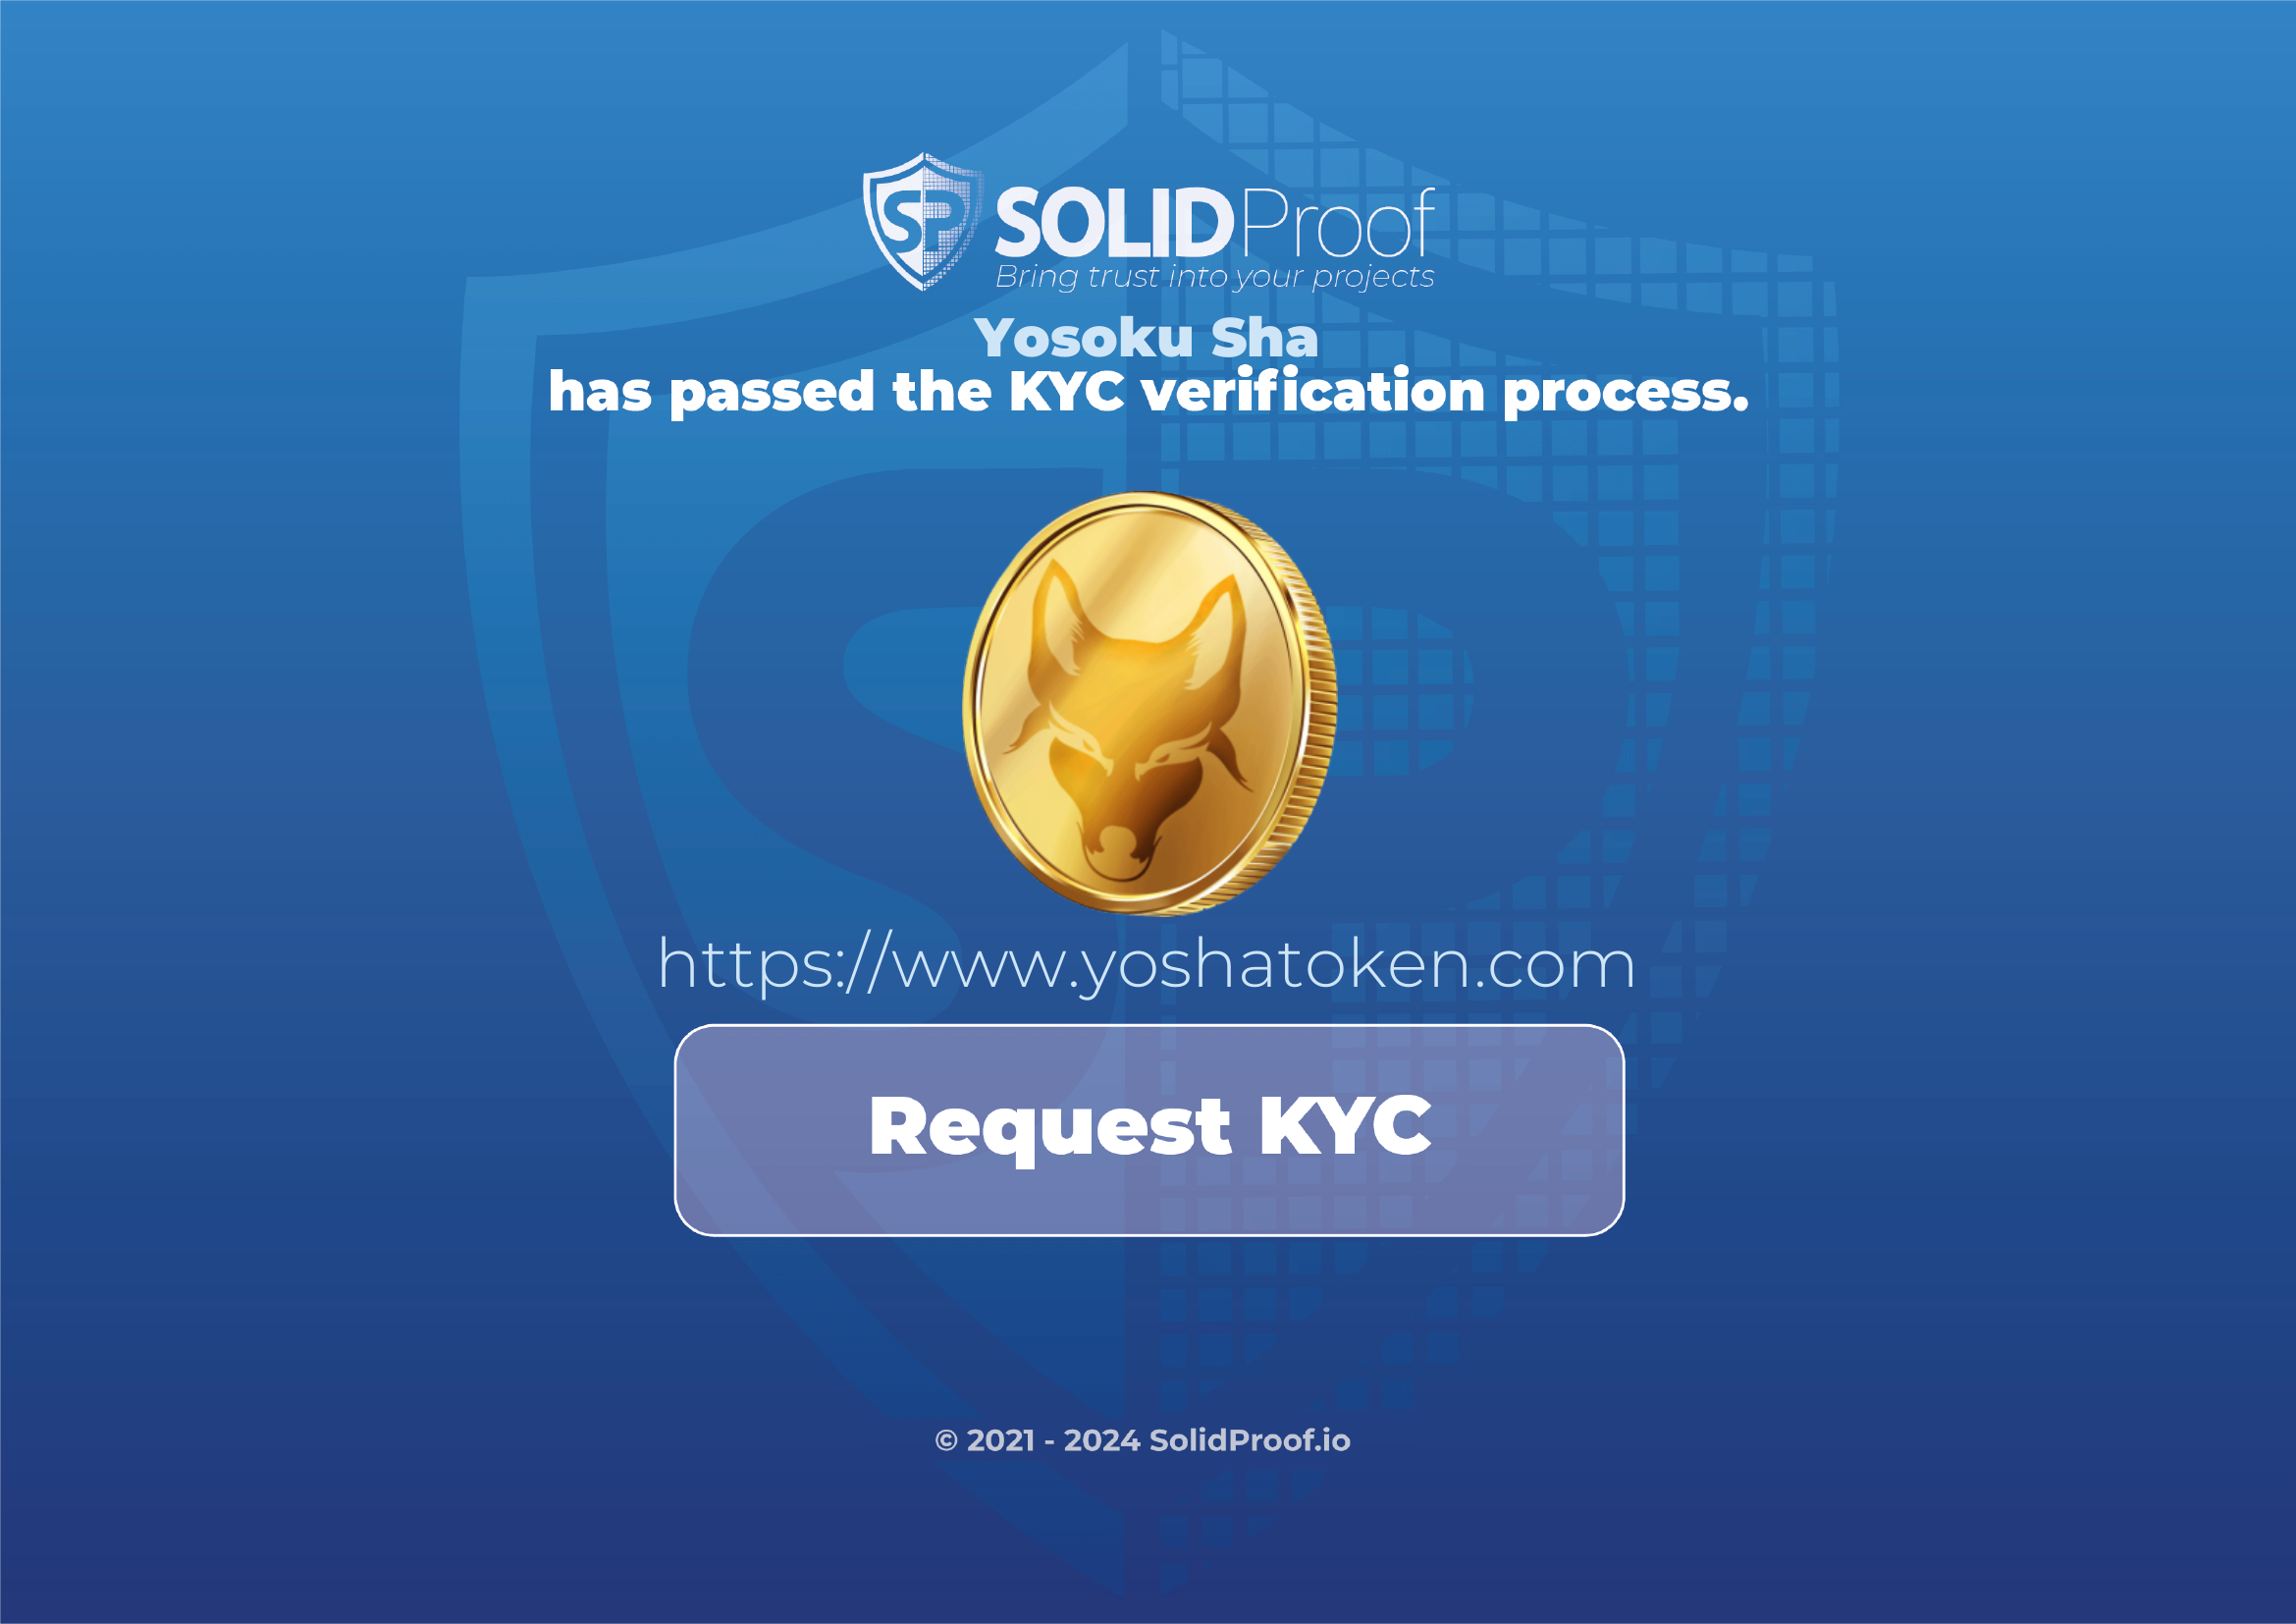 SP SOLIDProof
Bring trust into your projects
Yosoku Sha
has passed the KYC verification process.
https://www.yoshatoken.com
Request KYC
© 2021 - 2024 SolidProof.io